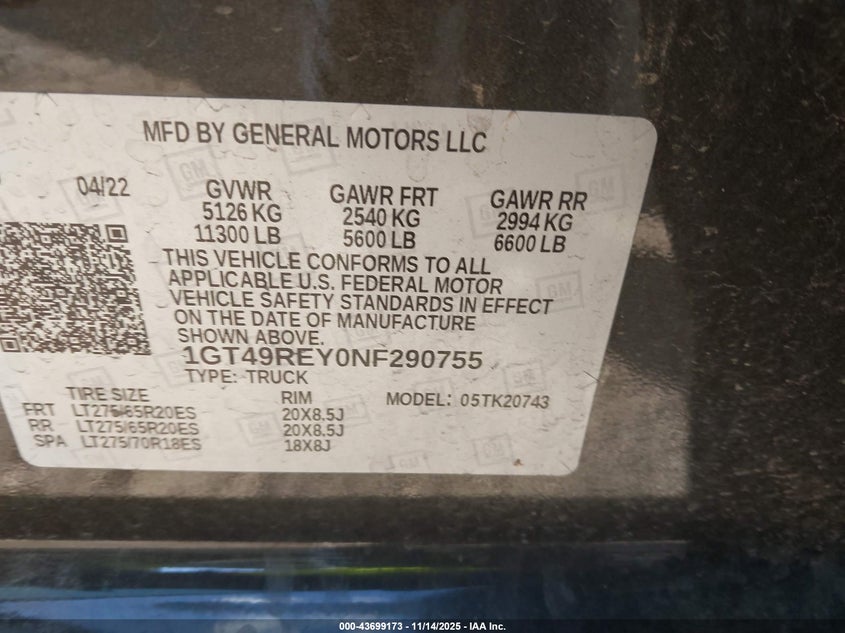 MFD BY GENERAL MOTORS LLC
04/22 GVWR GAWR FRT GAWR RR
5126 KG 2540 KG 2994 KG
11300 LB 5600 LB 6600 LB
THIS VEHICLE CONFORMS TO ALL
APPLICABLE U.S. FEDERAL MOTOR
VEHICLE SAFETY STANDARDS IN EFFECT
ON THE DATE OF MANUFACTURE
SHOWN ABOVE.
1GT49REY0NF290755
TYPE: TRUCK
TIRE SIZE RIM MODEL: 05TK20743
FRT LT275/65R20ES 20X8.5J
RR LT275/65R20ES 20X8.5J
SPA LT275/70R18ES 18X8J
000-43699173 - 11/14/2025 - IAA Inc.